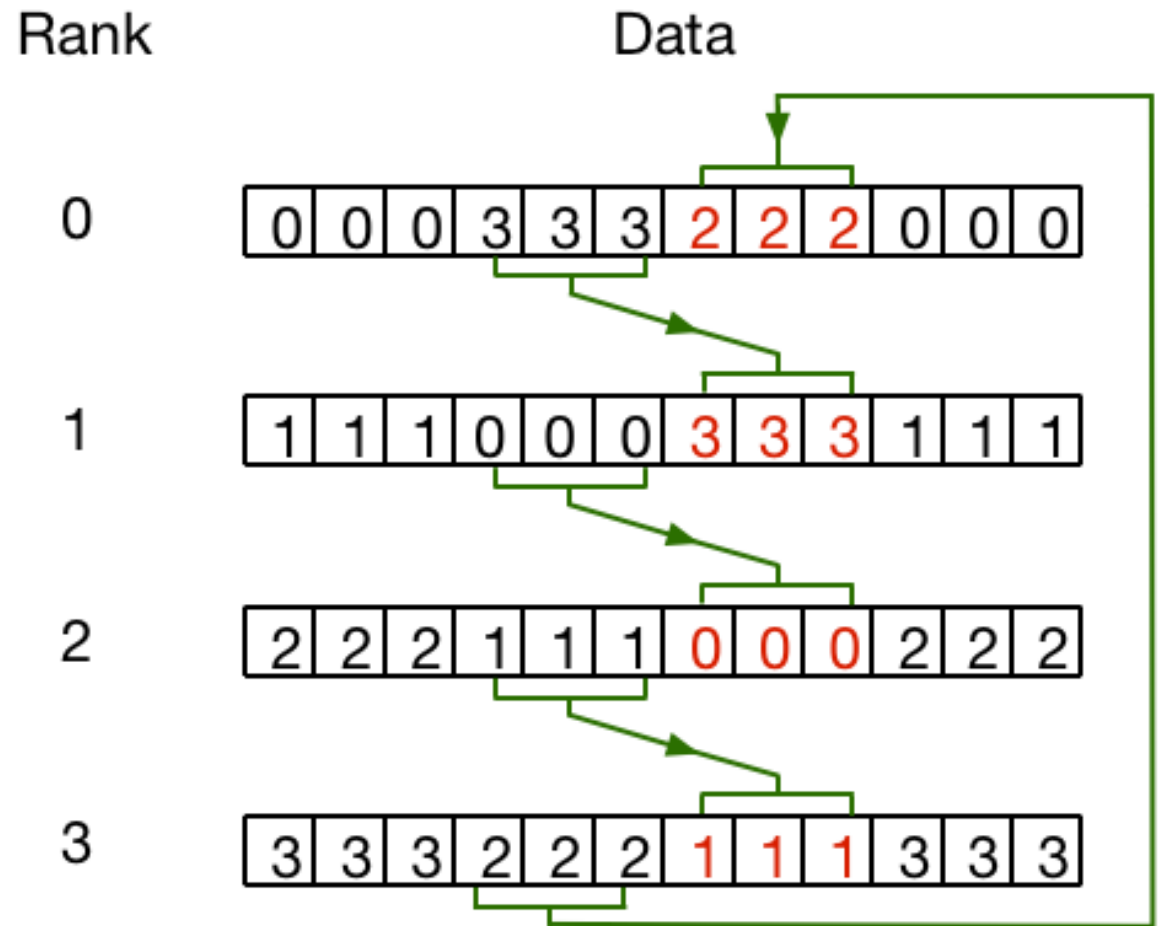 Rank Data
0 0 0 0 3 3 3 2 2 2 0 0 0
1 1 1 1 0 0 0 3 3 3 1 1 1
2 2 2 2 1 1 1 0 0 0 2 2 2
3 3 3 3 2 2 2 1 1 1 3 3 3